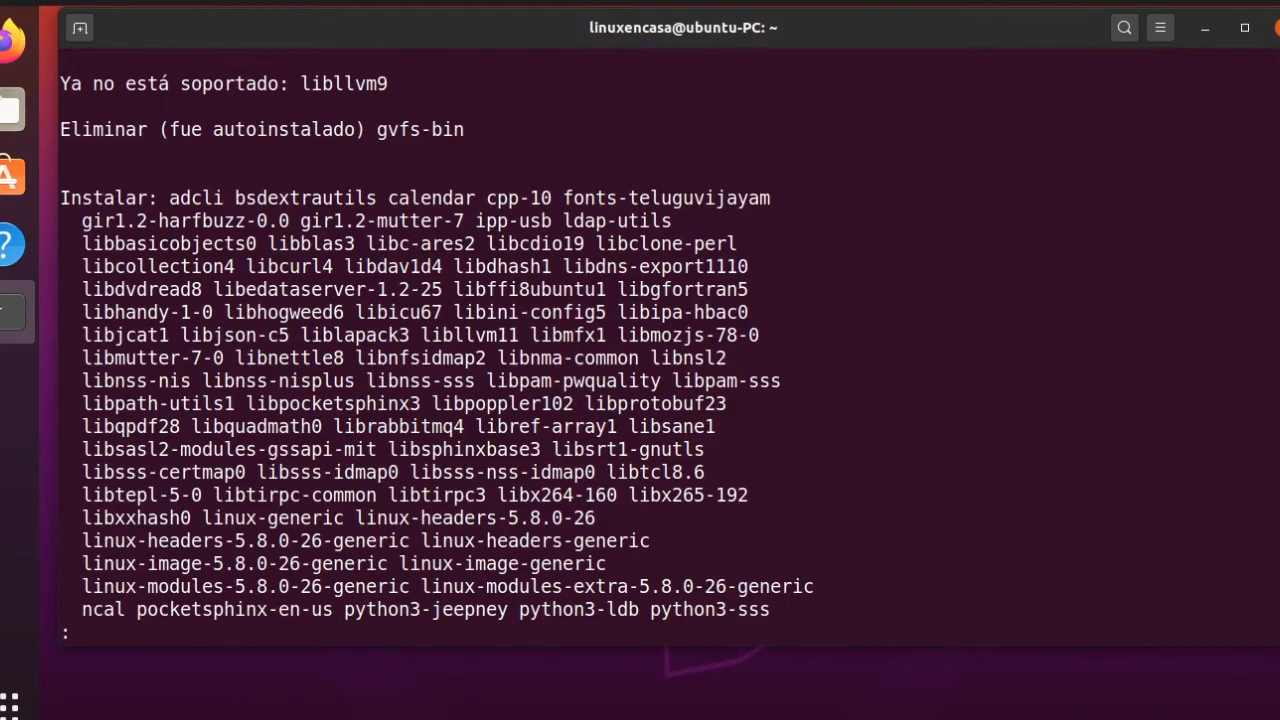 linuxencasa@ubuntu-PC: ~
Ya no está soportado: libllvm9
Eliminar (fue autoinstalado) gvfs-bin
Instalar: adcli bsdextrautils calendar cpp-10 fonts-teluguvijayam
gir1.2-harfbuzz-0.0 gir1.2-mutter-7 ipp-usb ldap-utils
libbasicobjects0 libblas3 libc-ares2 libcdio19 libclone-perl
libcollection4 libcurl4 libdav1d4 libdhash1 libdns-export1110
libdvdread8 libedataserver-1.2-25 libffi8ubuntu1 libgfortran5
libhandy-1-0 libhogweed6 libicu67 libini-config5 libipa-hbac0
libjcat1 libjson-c5 liblapack3 libllvm11 libmfx1 libmozjs-78-0
libmutter-7-0 libnettle8 libnfsidmap2 libnma-common libnsl2
libnss-nis libnss-nisplus libnss-sss libpam-pwquality libpam-sss
libpath-utils1 libpocketsphinx3 libpoppler102 libprotobuf23
libqpdf28 libquadmath0 librabbitmq4 libref-array1 libsane1
libsasl2-modules-gssapi-mit libsphinxbase3 libsrt1-gnutls
libsss-certmap0 libsss-idmap0 libsss-nss-idmap0 libtcl8.6
libtepl-5-0 libtirpc-common libtirpc3 libx264-160 libx265-192
libxxhash0 linux-generic linux-headers-5.8.0-26
linux-headers-5.8.0-26-generic linux-headers-generic
linux-image-5.8.0-26-generic linux-image-generic
linux-modules-5.8.0-26-generic linux-modules-extra-5.8.0-26-generic
ncal pocketsphinx-en-us python3-jeepney python3-ldb python3-sss
: